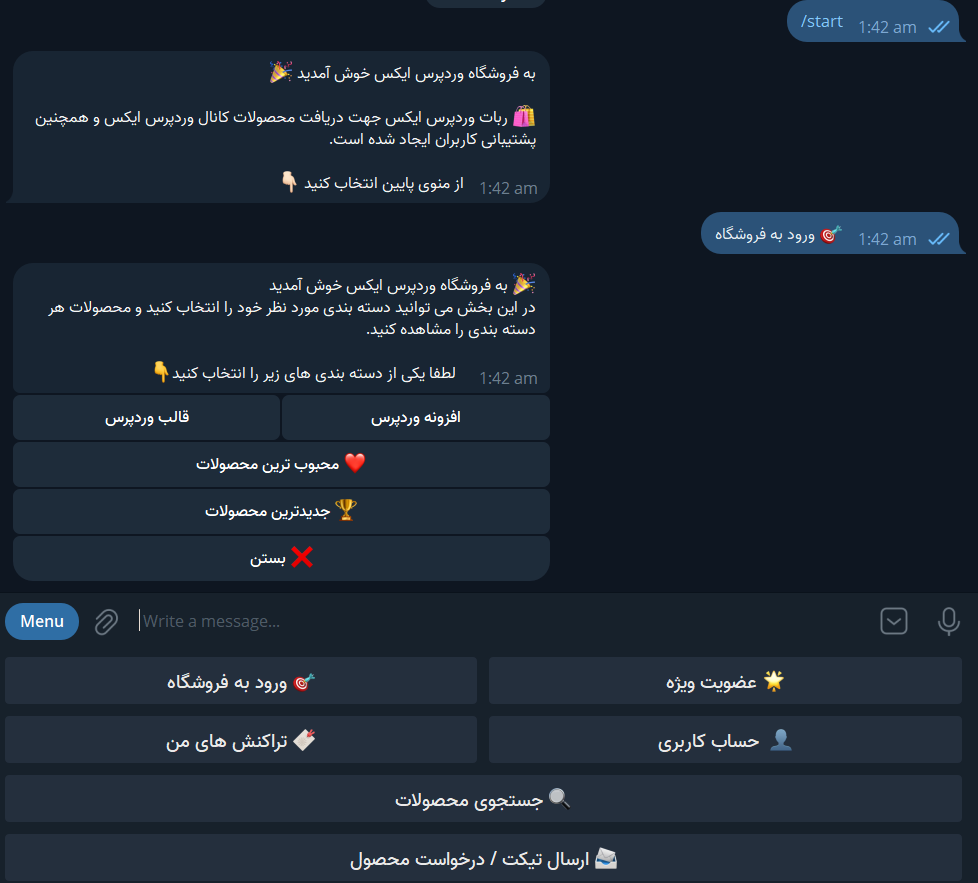 /start 1:42 am
به فروشگاه وردپرس ایکس خوش آمدید 🎉
🛍 ربات وردپرس ایکس جهت دریافت محصولات کانال وردپرس ایکس و همچنین
پشتیبانی کاربران ایجاد شده است.
از منوی پایین انتخاب کنید 👇🏻 1:42 am
🎯 ورود به فروشگاه 1:42 am
🎉 به فروشگاه وردپرس ایکس خوش آمدید
در این بخش می توانید دسته بندی مورد نظر خود را انتخاب کنید و محصولات هر
دسته بندی را مشاهده کنید.
لطفا یکی از دسته بندی های زیر را انتخاب کنید👇 1:42 am
افزونه وردپرس
قالب وردپرس
❤️ محبوب ترین محصولات
🏆 جدیدترین محصولات
❌ بستن
Menu
Write a message...
🌟 عضویت ویژه
🎯 ورود به فروشگاه
👤 حساب کاربری
🔖 تراکنش های من
🔍 جستجوی محصولات
📨 ارسال تیکت / درخواست محصول